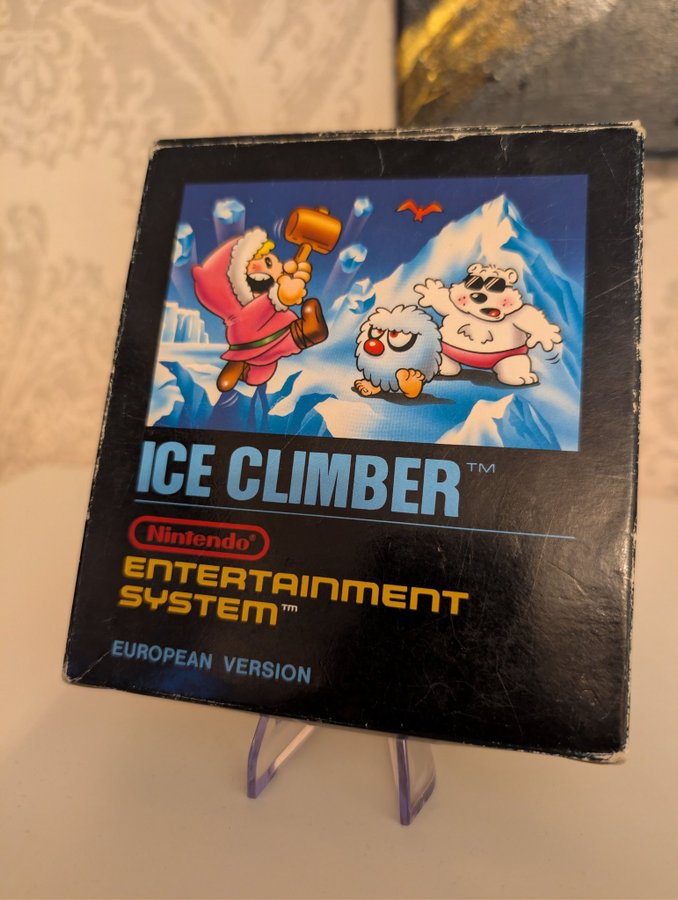 ICE CLIMBER™
Nintendo®
ENTERTAINMENT
SYSTEM™
EUROPEAN VERSION